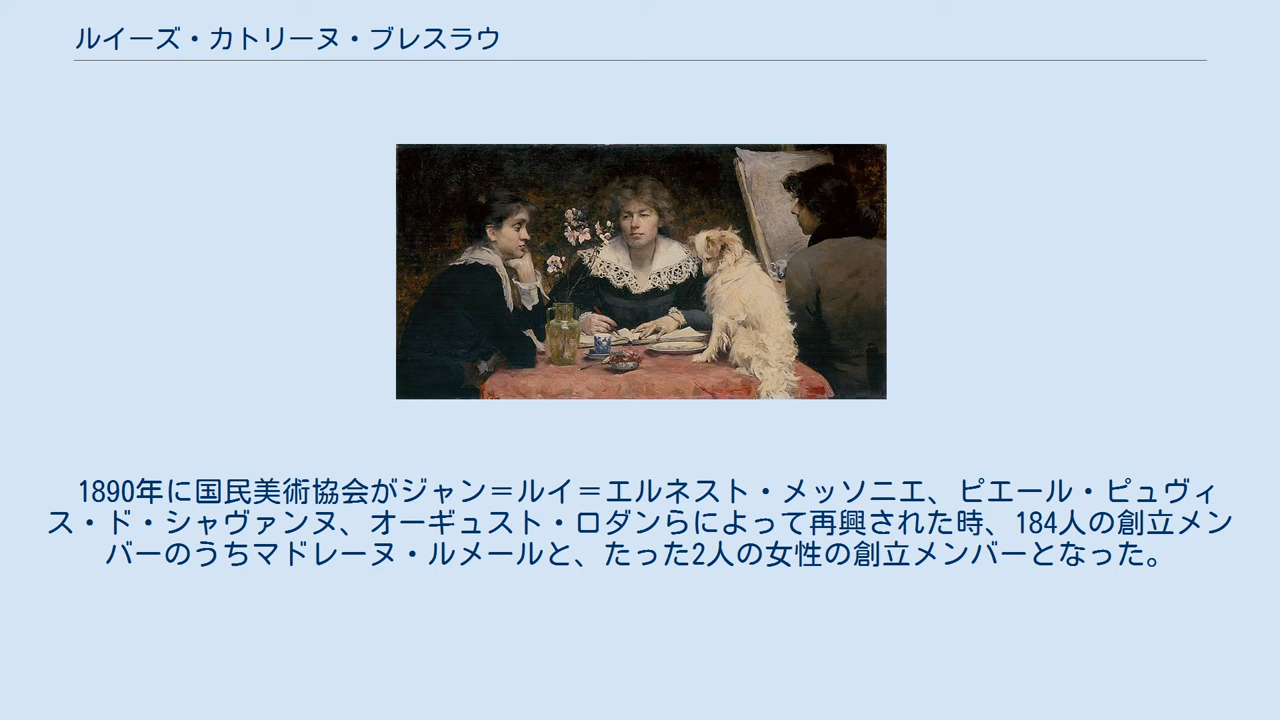 ルイーズ・カトリーヌ・ブレスラウ
1890年に国民美術協会がジャン＝ルイ＝エルネスト・メッソニエ、ピエール・ピュヴィ
ス・ド・シャヴァンヌ、オーギュスト・ロダンらによって再興された時、184人の創立メン
バーのうちマドレーヌ・ルメールと、たった2人の女性の創立メンバーとなった。